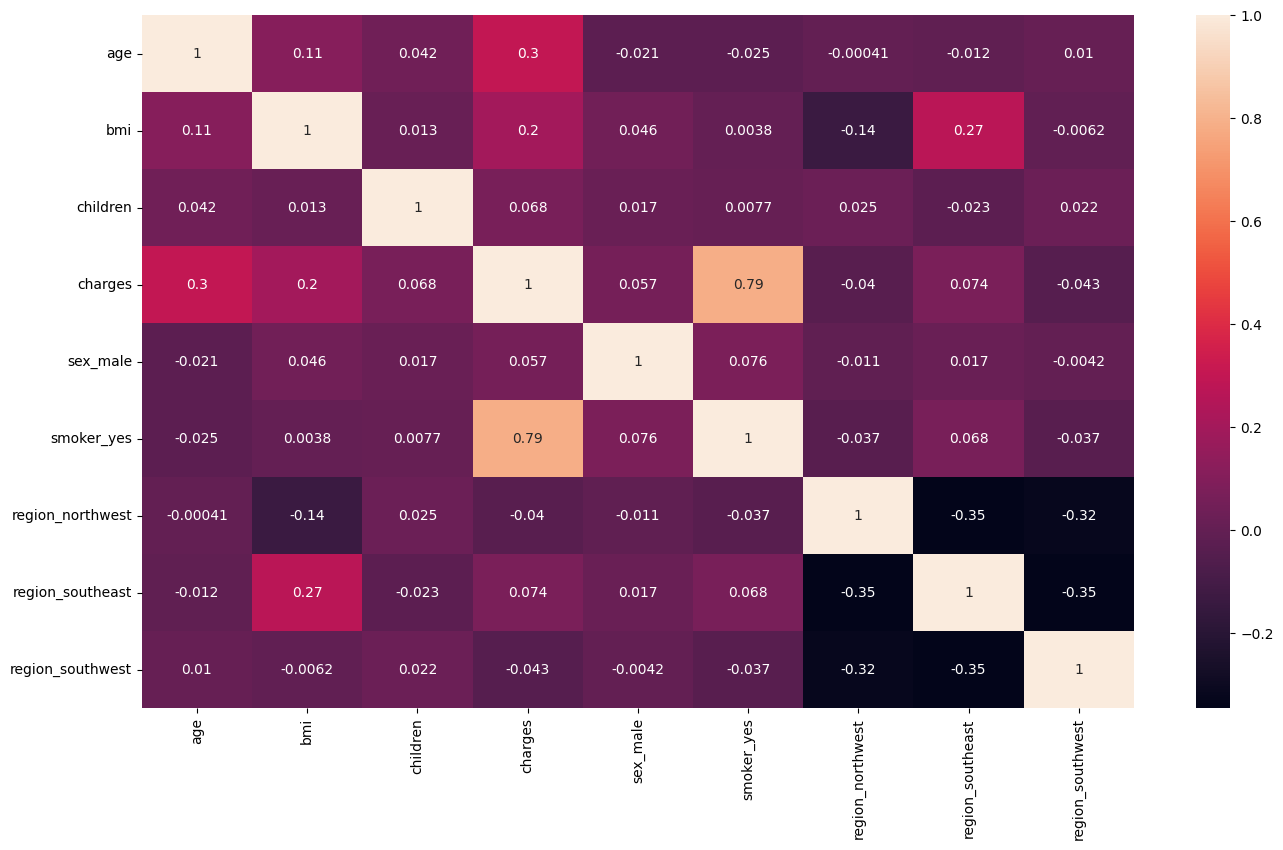 age 1 0.11 0.042 0.3 -0.021 -0.025 -0.00041 -0.012 0.01
bmi 0.11 1 0.013 0.2 0.046 0.0038 -0.14 0.27 -0.0062
children 0.042 0.013 1 0.068 0.017 0.0077 0.025 -0.023 0.022
charges 0.3 0.2 0.068 1 0.057 0.79 -0.04 0.074 -0.043
sex_male -0.021 0.046 0.017 0.057 1 0.076 -0.011 0.017 -0.0042
smoker_yes -0.025 0.0038 0.0077 0.79 0.076 1 -0.037 0.068 -0.037
region_northwest -0.00041 -0.14 0.025 -0.04 -0.011 -0.037 1 -0.35 -0.32
region_southeast -0.012 0.27 -0.023 0.074 0.017 0.068 -0.35 1 -0.35
region_southwest 0.01 -0.0062 0.022 -0.043 -0.0042 -0.037 -0.32 -0.35 1
age bmi children charges sex_male smoker_yes region_northwest region_southeast region_southwest
1.0
0.8
0.6
0.4
0.2
0.0
−0.2